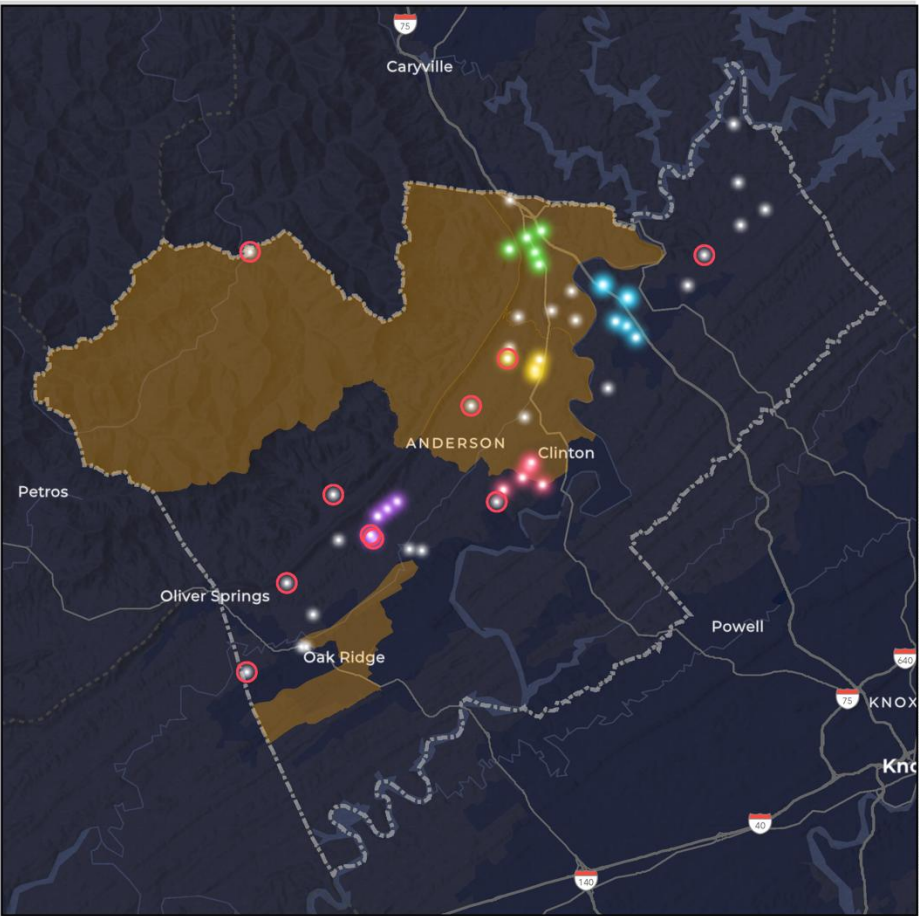 75
Caryville
ANDERSON
Clinton
Petros
Oliver Springs
Powell
Oak Ridge
640
75
KNOX
Kno
40
140